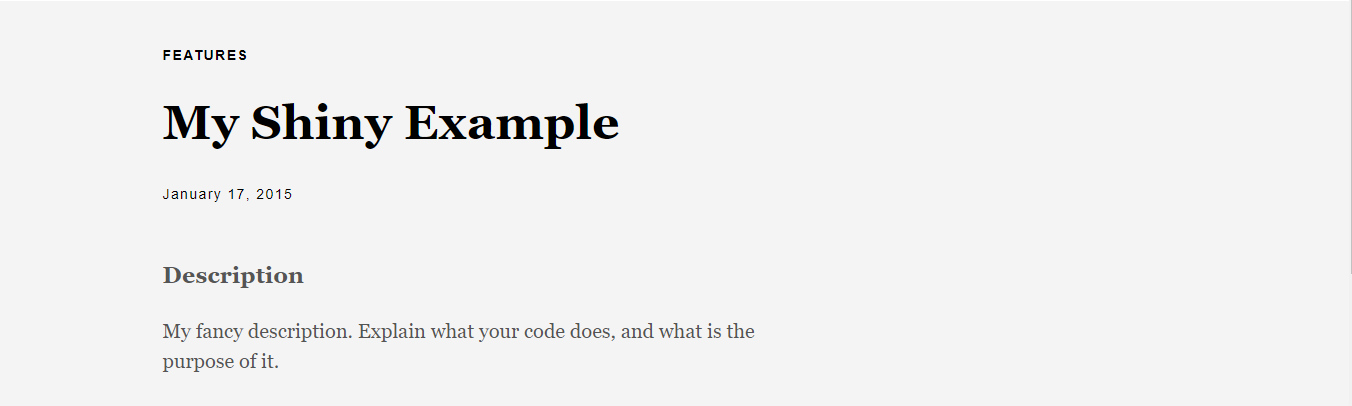 FEATURES
My Shiny Example
January 17, 2015
Description
My fancy description. Explain what your code does, and what is the
purpose of it.